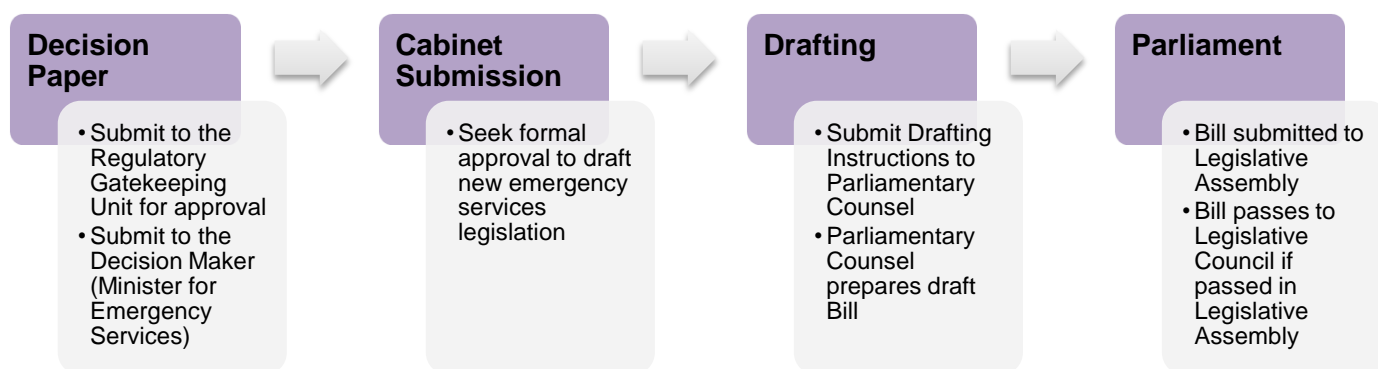 Decision
Paper
• Submit to the
Regulatory
Gatekeeping
Unit for approval
• Submit to the
Decision Maker
(Minister for
Emergency
Services)
Cabinet
Submission
• Seek formal
approval to draft
new emergency
services
legislation
Drafting
• Submit Drafting
Instructions to
Parliamentary
Counsel
• Parliamentary
Counsel
prepares draft
Bill
Parliament
• Bill submitted to
Legislative
Assembly
• Bill passes to
Legislative
Council if
passed in
Legislative
Assembly